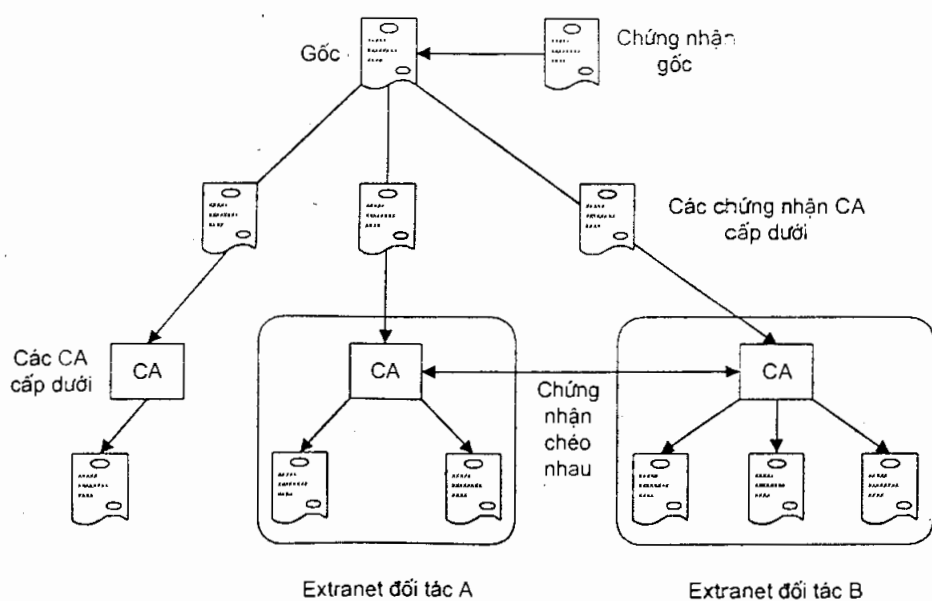 Gốc
Chứng nhận
gốc
Các chứng nhận CA
cấp dưới
Các CA
cấp dưới
CA
CA
CA
Chứng
nhận
chéo
nhau
Extranet đối tác A
Extranet đối tác B